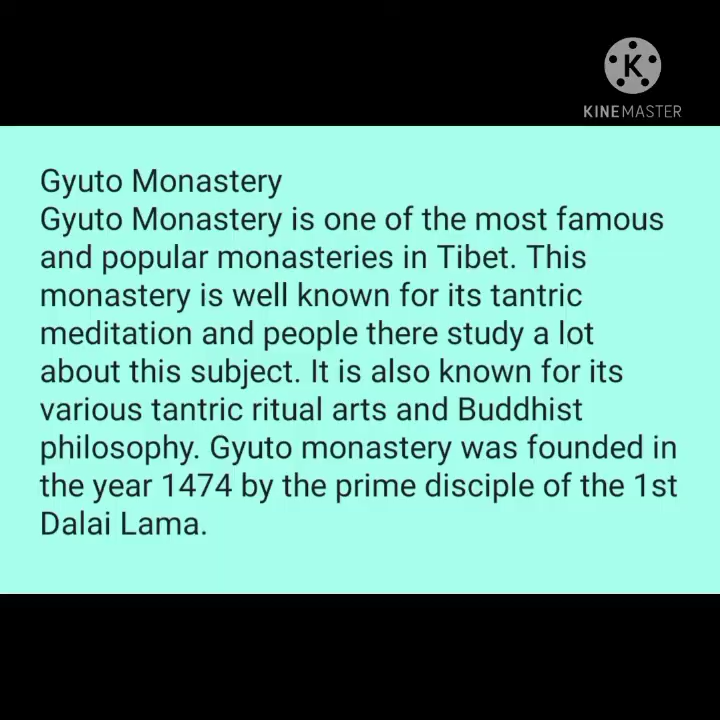 K
KINEMASTER
Gyuto Monastery
Gyuto Monastery is one of the most famous
and popular monasteries in Tibet. This
monastery is well known for its tantric
meditation and people there study a lot
about this subject. It is also known for its
various tantric ritual arts and Buddhist
philosophy. Gyuto monastery was founded in
the year 1474 by the prime disciple of the 1st
Dalai Lama.